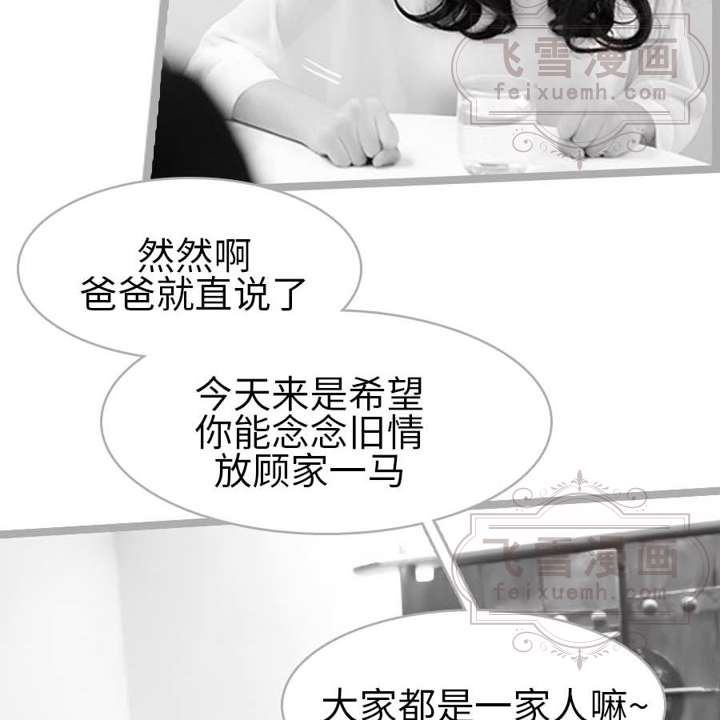 飞雪漫画
feixuemh.com
然然啊
爸爸就直说了
今天来是希望
你能念念旧情
放顾家一马
飞雪漫画
feixuemh.com
大家都是一家人嘛~